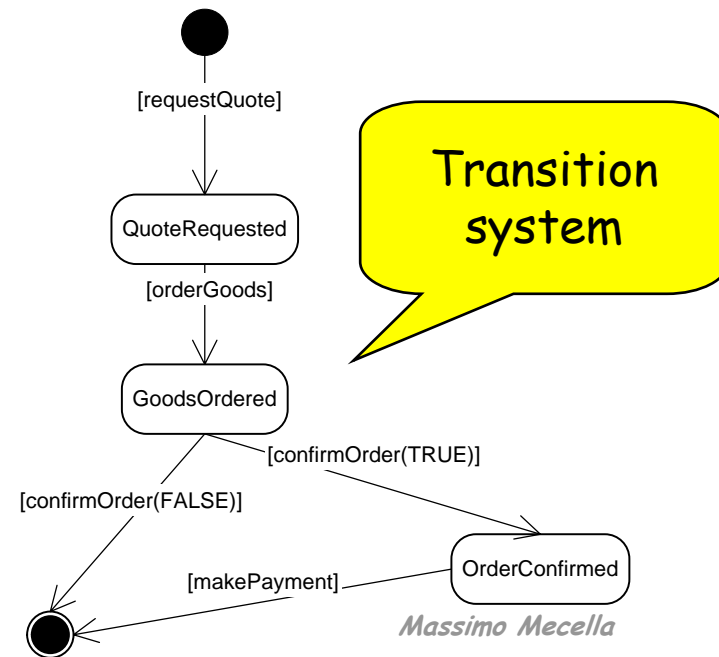 [requestQuote]
Transition
system
QuoteRequested
[orderGoods]
GoodsOrdered
[confirmOrder(TRUE)]
[confirmOrder(FALSE)]
OrderConfirmed
[makePayment]
Massimo Mecella